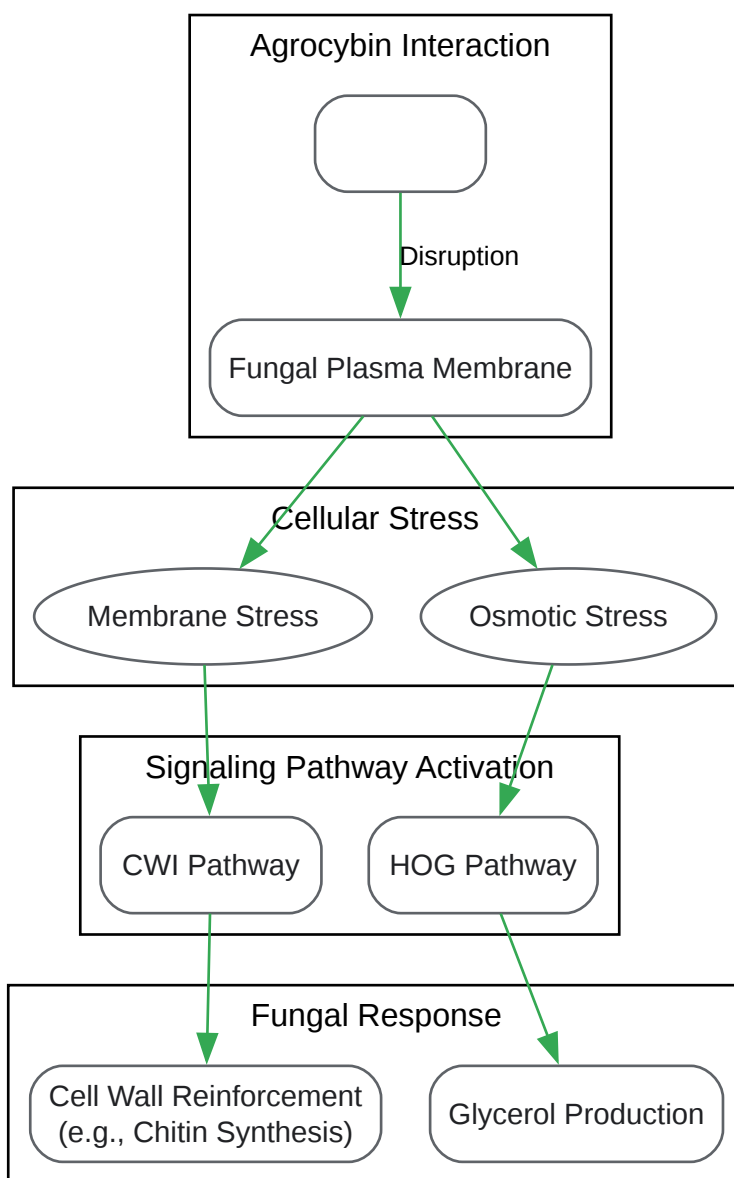 Agrocybin Interaction
Disruption
Fungal Plasma Membrane
Cellular Stress
Membrane Stress
Osmotic Stress
Signaling Pathway Activation
CWI Pathway
HOG Pathway
Fungal Response
Cell Wall Reinforcement
(e.g., Chitin Synthesis)
Glycerol Production